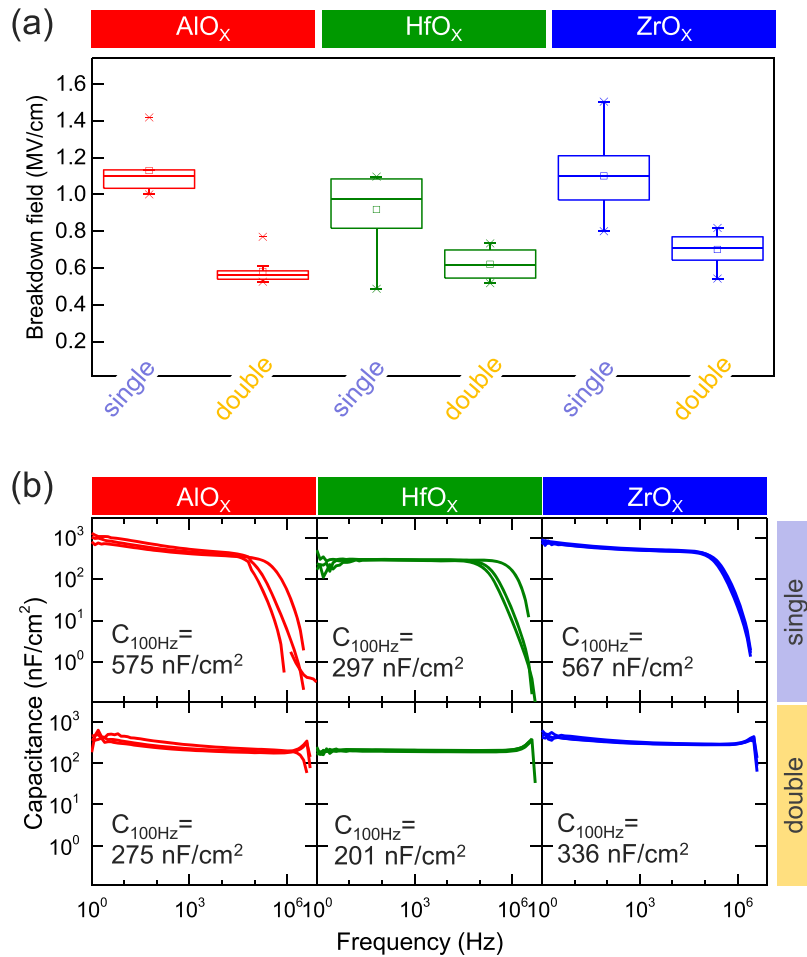 (a)
AlOX HfOX ZrOX
Breakdown field (MV/cm)
1.6
1.4
1.2
1.0
0.8
0.6
0.4
0.2
single double single double single double
(b)
AlOX HfOX ZrOX
Capacitance (nF/cm²)
10³
10²
10¹
10⁰
C100Hz=
575 nF/cm²
C100Hz=
297 nF/cm²
C100Hz=
567 nF/cm²
single
10³
10²
10¹
10⁰
C100Hz=
275 nF/cm²
C100Hz=
201 nF/cm²
C100Hz=
336 nF/cm²
double
10⁰ 10³ 10⁶ 10⁰ 10³ 10⁶ 10⁰ 10³ 10⁶
Frequency (Hz)